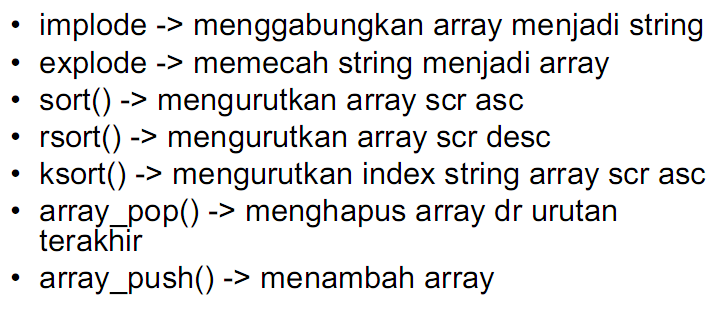 • implode -> menggabungkan array menjadi string
• explode -> memecah string menjadi array
• sort() -> mengurutkan array scr asc
• rsort() -> mengurutkan array scr desc
• ksort() -> mengurutkan index string array scr asc
• array_pop() -> menghapus array dr urutan
terakhir
• array_push() -> menambah array